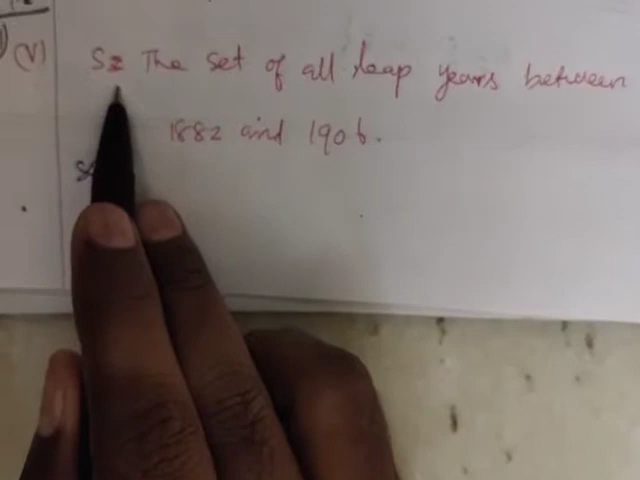 (v) S= The set of all leap years between
1882 and 1906.